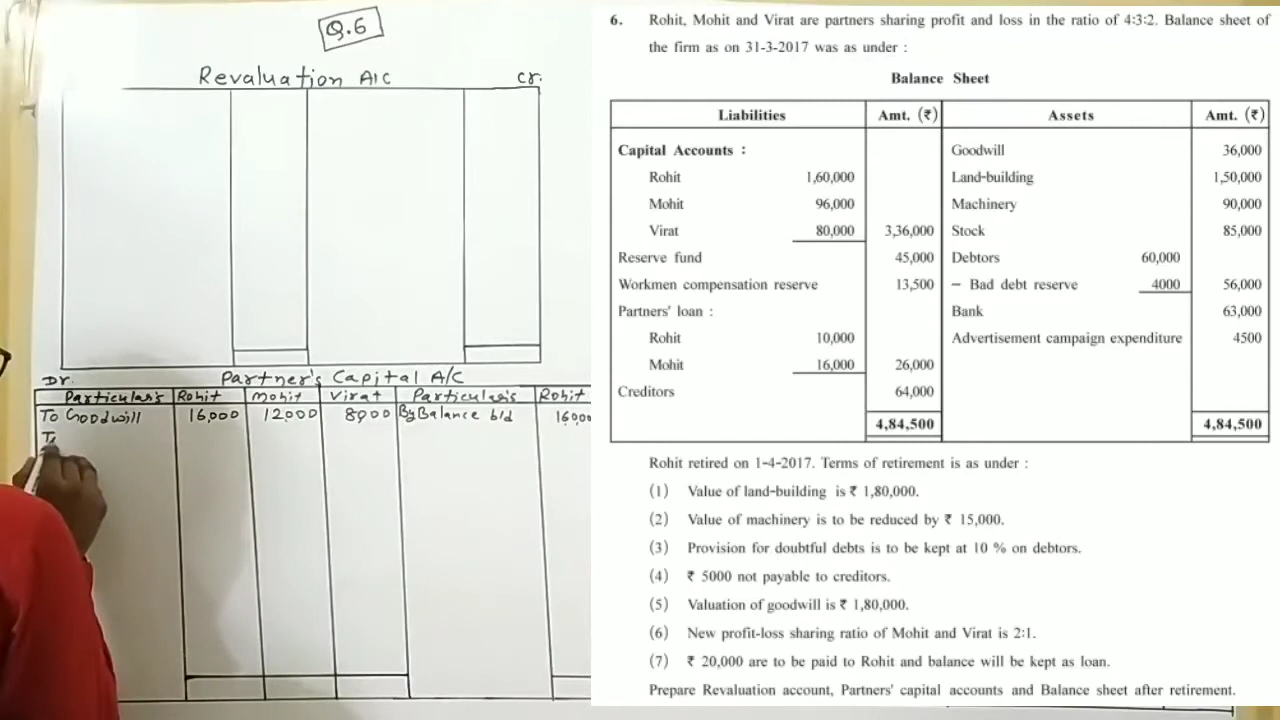 Q.6
Revaluation A/C Cr.
Dr. Partner's Capital A/C
Particular's Rohit Mohit Virat Particular's Rohit
To Goodwill 16,000 12,000 8,000 By Balance b/d 1,60,00
To
6. Rohit, Mohit and Virat are partners sharing profit and loss in the ratio of 4:3:2. Balance sheet of
the firm as on 31-3-2017 was as under :
Balance Sheet
Liabilities Amt. (₹) Assets Amt. (₹)
Capital Accounts : Goodwill 36,000
Rohit 1,60,000 Land-building 1,50,000
Mohit 96,000 Machinery 90,000
Virat 80,000 3,36,000 Stock 85,000
Reserve fund 45,000 Debtors 60,000
Workmen compensation reserve 13,500 – Bad debt reserve 4000 56,000
Partners' loan : Bank 63,000
Rohit 10,000 Advertisement campaign expenditure 4500
Mohit 16,000 26,000
Creditors 64,000
4,84,500 4,84,500
Rohit retired on 1-4-2017. Terms of retirement is as under :
(1) Value of land-building is ₹ 1,80,000.
(2) Value of machinery is to be reduced by ₹ 15,000.
(3) Provision for doubtful debts is to be kept at 10 % on debtors.
(4) ₹ 5000 not payable to creditors.
(5) Valuation of goodwill is ₹ 1,80,000.
(6) New profit-loss sharing ratio of Mohit and Virat is 2:1.
(7) ₹ 20,000 are to be paid to Rohit and balance will be kept as loan.
Prepare Revaluation account, Partners' capital accounts and Balance sheet after retirement.